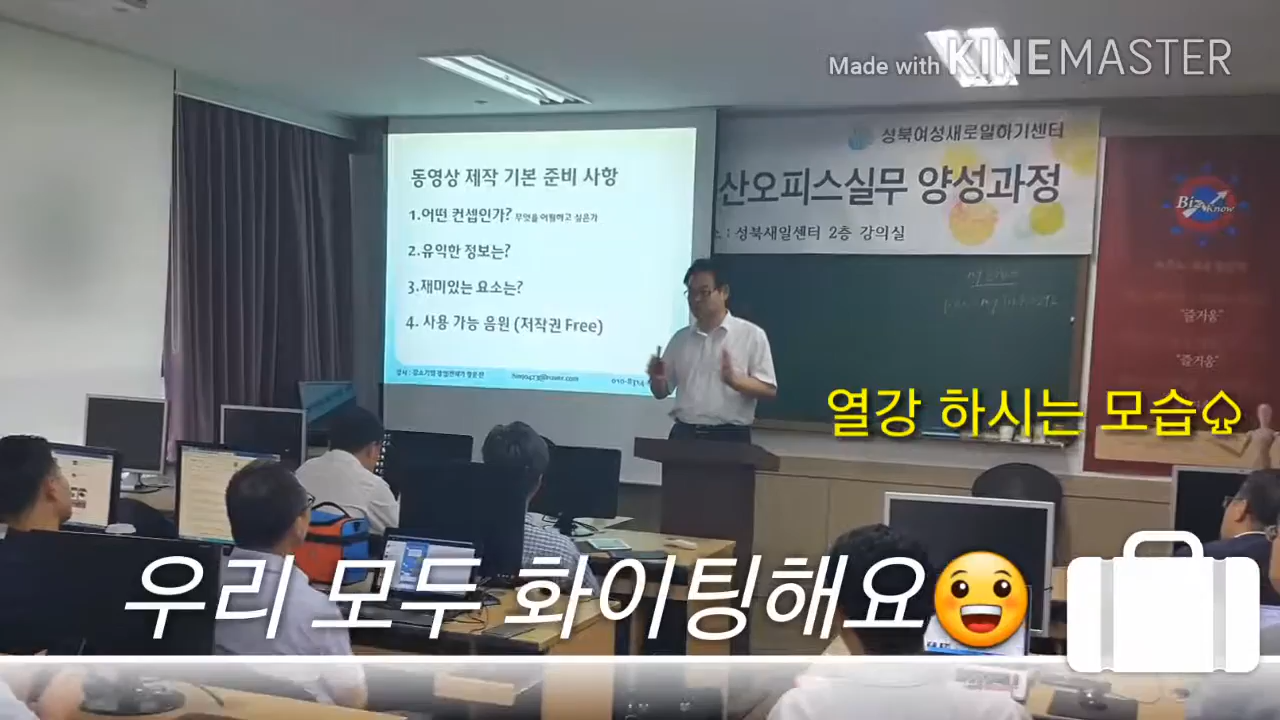 Made with KINEMASTER
성북여성새로일하기센터
산오피스실무 양성과정
: 성북새일센터 2층 강의실
동영상 제작 기본 준비 사항
1.어떤 컨셉인가? 무엇을 어필하고 싶은가
2.유익한 정보는?
3.재미있는 요소는?
4. 사용 가능 음원 (저작권 Free)
010-8314
Biz Know
"즐거움"
"즐거움"
열강 하시는 모습♤
우리 모두 화이팅해요😀